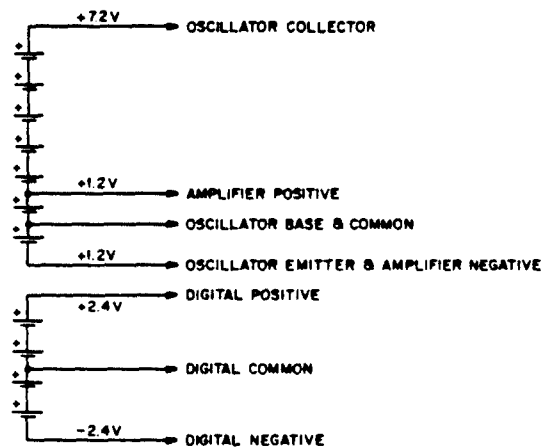 +7.2V OSCILLATOR COLLECTOR
+
+
+
+
+
+1.2V AMPLIFIER POSITIVE
+
OSCILLATOR BASE & COMMON
+
+1.2V OSCILLATOR EMITTER & AMPLIFIER NEGATIVE
DIGITAL POSITIVE
+2.4V
+
+
DIGITAL COMMON
+
+
-2.4V DIGITAL NEGATIVE